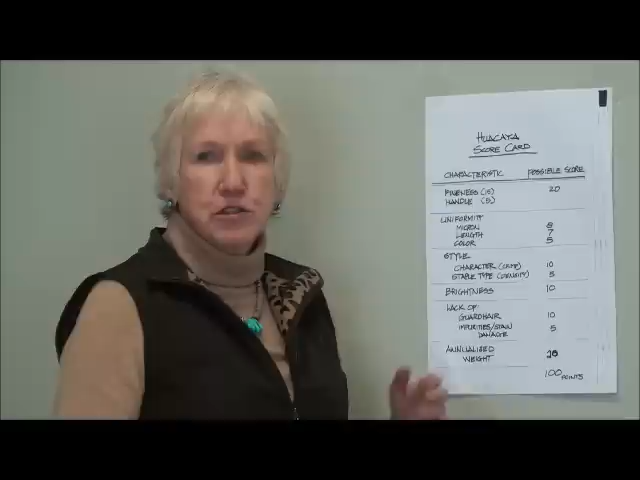 HUACAYA
SCORE CARD
CHARACTERISTIC POSSIBLE SCORE
FINENESS (15) 20
HANDLE (5)
UNIFORMITY
MICRON 8
LENGTH 7
COLOR 5
STYLE
CHARACTER (CRIMP) 10
STAPLE TYPE (DENSITY) 5
BRIGHTNESS 10
LACK OF:
GUARDHAIR 10
IMPURITIES/STAIN 5
DAMAGE
ANNUALIZED
WEIGHT 20
100 POINTS